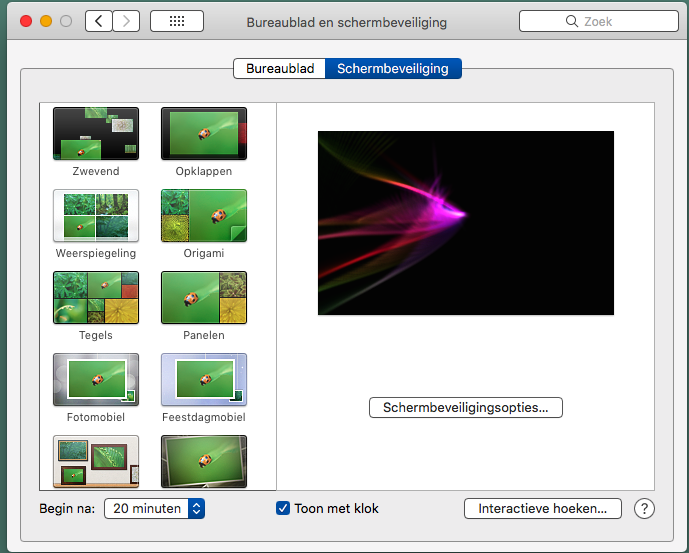 Bureaublad en schermbeveiliging
Zoek
Bureaublad
Schermbeveiliging
Zwevend
Opklappen
Weerspiegeling
Origami
Tegels
Panelen
Fotomobiel
Feestdagmobiel
Schermbeveiligingsopties...
Begin na:
20 minuten
Toon met klok
Interactieve hoeken...
?